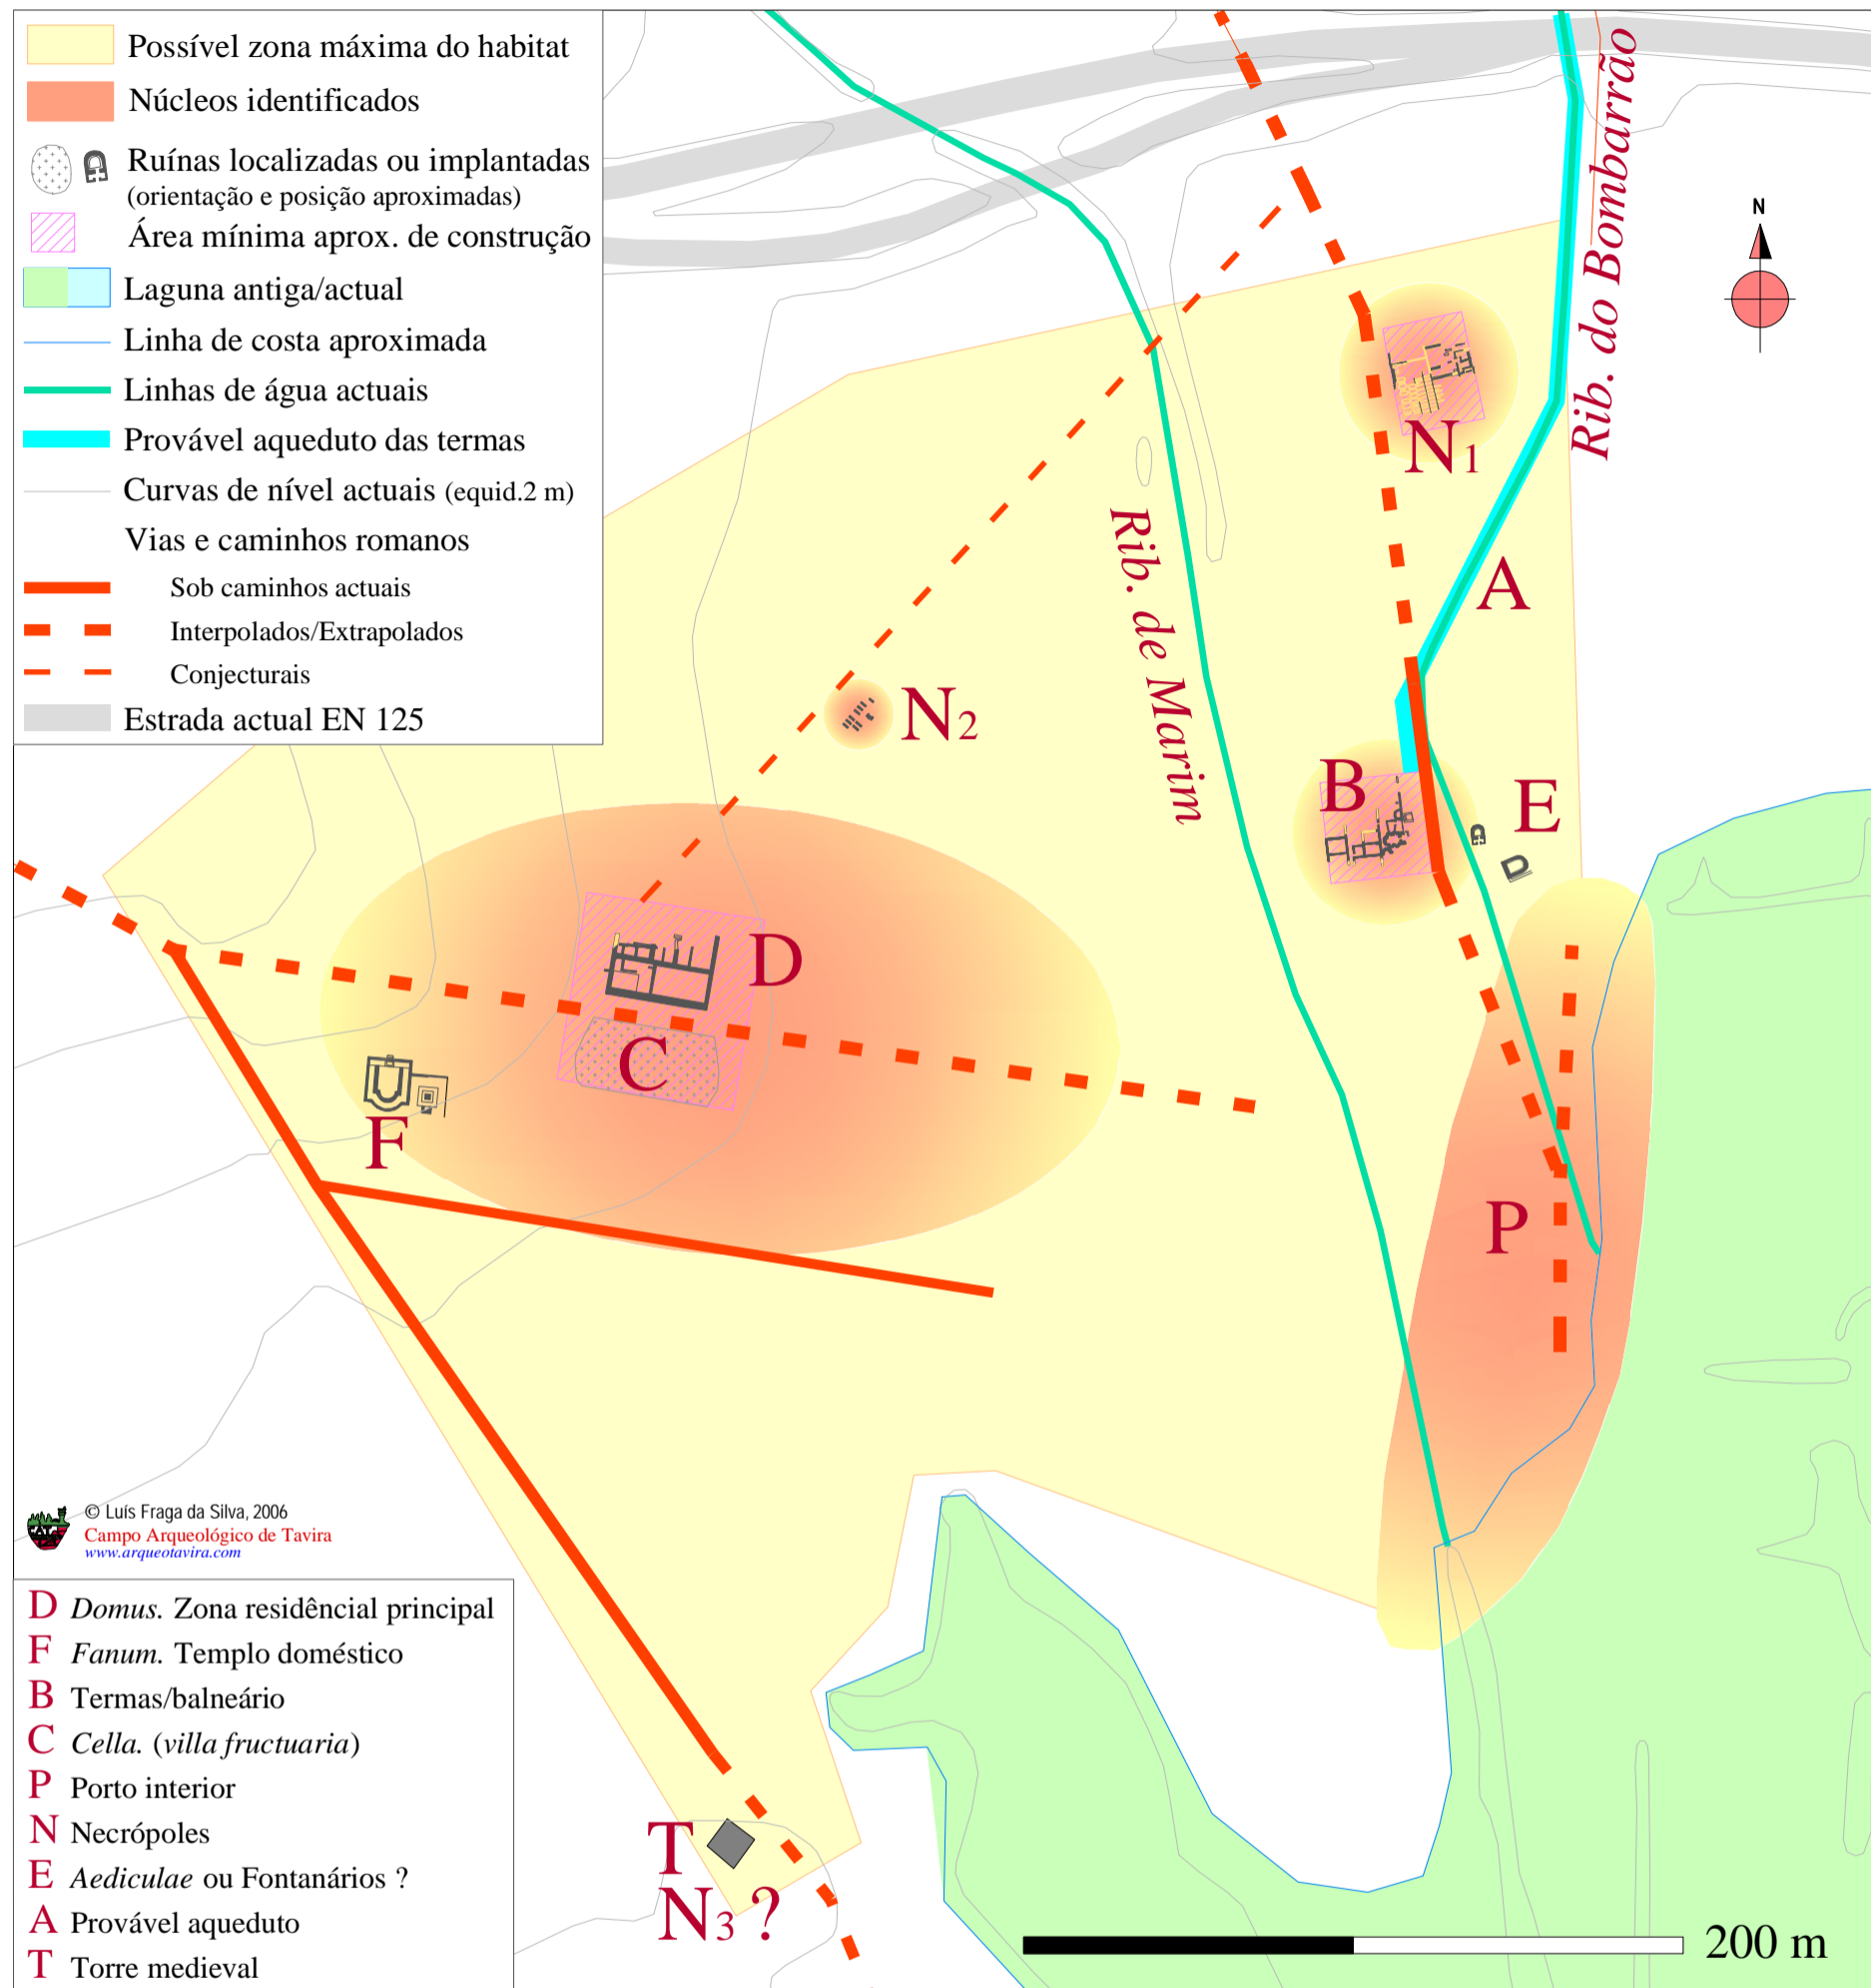 Possível zona máxima do habitat
Núcleos identificados
Ruínas localizadas ou implantadas
(orientação e posição aproximadas)
Área mínima aprox. de construção
Laguna antiga/actual
Linha de costa aproximada
Linhas de água actuais
Provável aqueduto das termas
Curvas de nível actuais (equid.2 m)
Vias e caminhos romanos
Sob caminhos actuais
Interpolados/Extrapolados
Conjecturais
Estrada actual EN 125
Rib. do Bombarrão
N
N1
A
Rib. de Marim
N2
B
E
D
C
F
P
T
N3 ?
© Luís Fraga da Silva, 2006
Campo Arqueológico de Tavira
www.arqueotavira.com
D Domus. Zona residêncial principal
F Fanum. Templo doméstico
B Termas/balneário
C Cella. (villa fructuaria)
P Porto interior
N Necrópoles
E Aediculae ou Fontanários ?
A Provável aqueduto
T Torre medieval
200 m